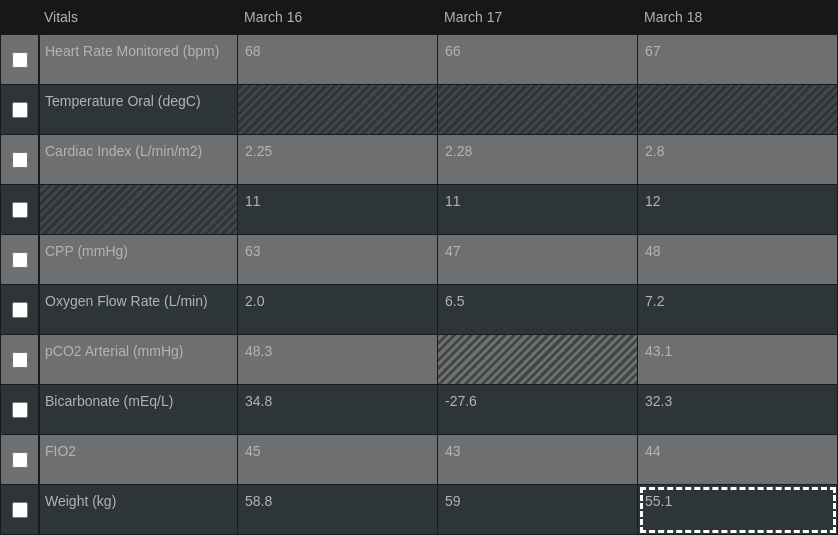 Vitals March 16 March 17 March 18
Heart Rate Monitored (bpm) 68 66 67
Temperature Oral (degC)
Cardiac Index (L/min/m2) 2.25 2.28 2.8
11 11 12
CPP (mmHg) 63 47 48
Oxygen Flow Rate (L/min) 2.0 6.5 7.2
pCO2 Arterial (mmHg) 48.3 43.1
Bicarbonate (mEq/L) 34.8 -27.6 32.3
FIO2 45 43 44
Weight (kg) 58.8 59 55.1